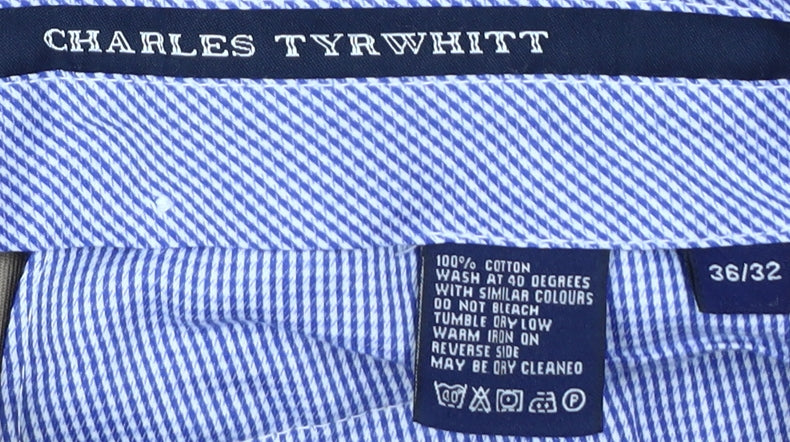 CHARLES TYRWHITT
100% COTTON
WASH AT 40 DEGREES
WITH SIMILAR COLOURS
DO NOT BLEACH
TUMBLE DRY LOW
WARM IRON ON
REVERSE SIDE
MAY BE DRY CLEANED
40 P
36/32